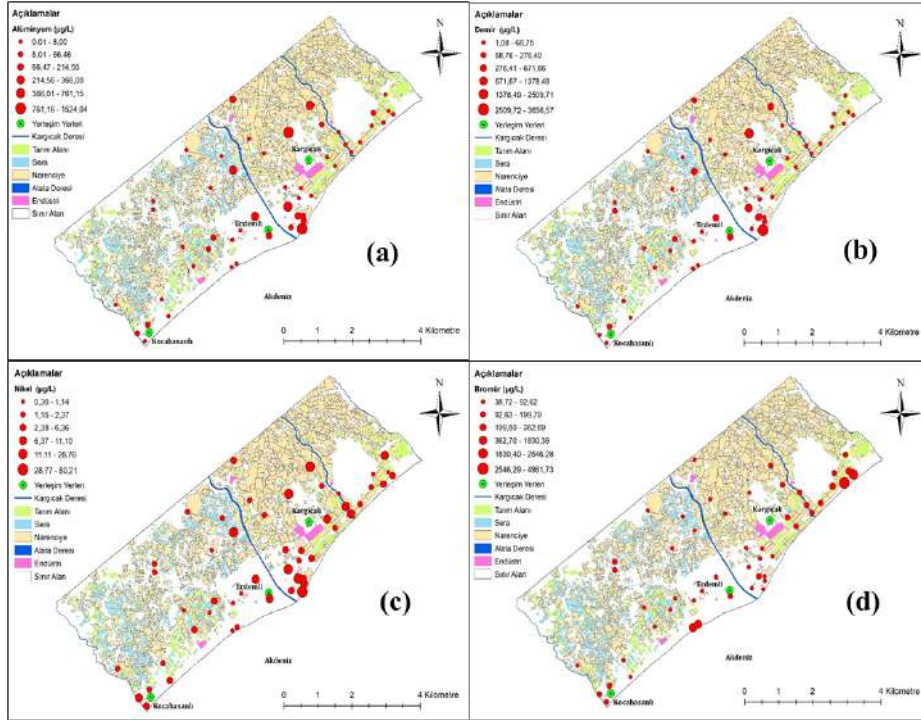 Açıklamalar
Alüminyum (µg/L)
0,01 - 8,00
8,01 - 66,46
66,47 - 214,55
214,56 - 366,00
366,01 - 761,15
761,16 - 1524,64
Yerleşim Yerleri
Kargıcak Deresi
Tarım Alanı
Sera
Narenciye
Alata Deresi
Endüstri
Sınır Alan
N
Kargıcak
Erdemli
Kocahasanlı
Akdeniz
(a)
0 2 4 Kilometre
Açıklamalar
Demir (µg/L)
1,08 - 68,75
68,76 - 276,40
276,41 - 671,66
671,67 - 1378,48
1378,49 - 2509,71
2509,72 - 3656,57
Yerleşim Yerleri
Kargıcak Deresi
Tarım Alanı
Sera
Narenciye
Alata Deresi
Endüstri
Sınır Alan
N
Kargıcak
Erdemli
Kocahasanlı
Akdeniz
(b)
0 2 4 Kilometre
Açıklamalar
Nikel (µg/L)
0,39 - 1,14
1,15 - 2,37
2,38 - 6,36
6,37 - 11,10
11,11 - 28,76
28,77 - 80,21
Yerleşim Yerleri
Kargıcak Deresi
Tarım Alanı
Sera
Narenciye
Alata Deresi
Endüstri
Sınır Alan
N
Kargıcak
Erdemli
Kocahasanlı
Akdeniz
(c)
0 2 4 Kilometre
Açıklamalar
Bromür (µg/L)
38,72 - 92,62
92,63 - 199,79
199,80 - 362,69
362,70 - 1830,39
1830,40 - 2546,28
2546,29 - 4981,73
Yerleşim Yerleri
Kargıcak Deresi
Tarım Alanı
Sera
Narenciye
Alata Deresi
Endüstri
Sınır Alan
N
Kargıcak
Erdemli
Kocahasanlı
Akdeniz
(d)
0 2 4 Kilometre